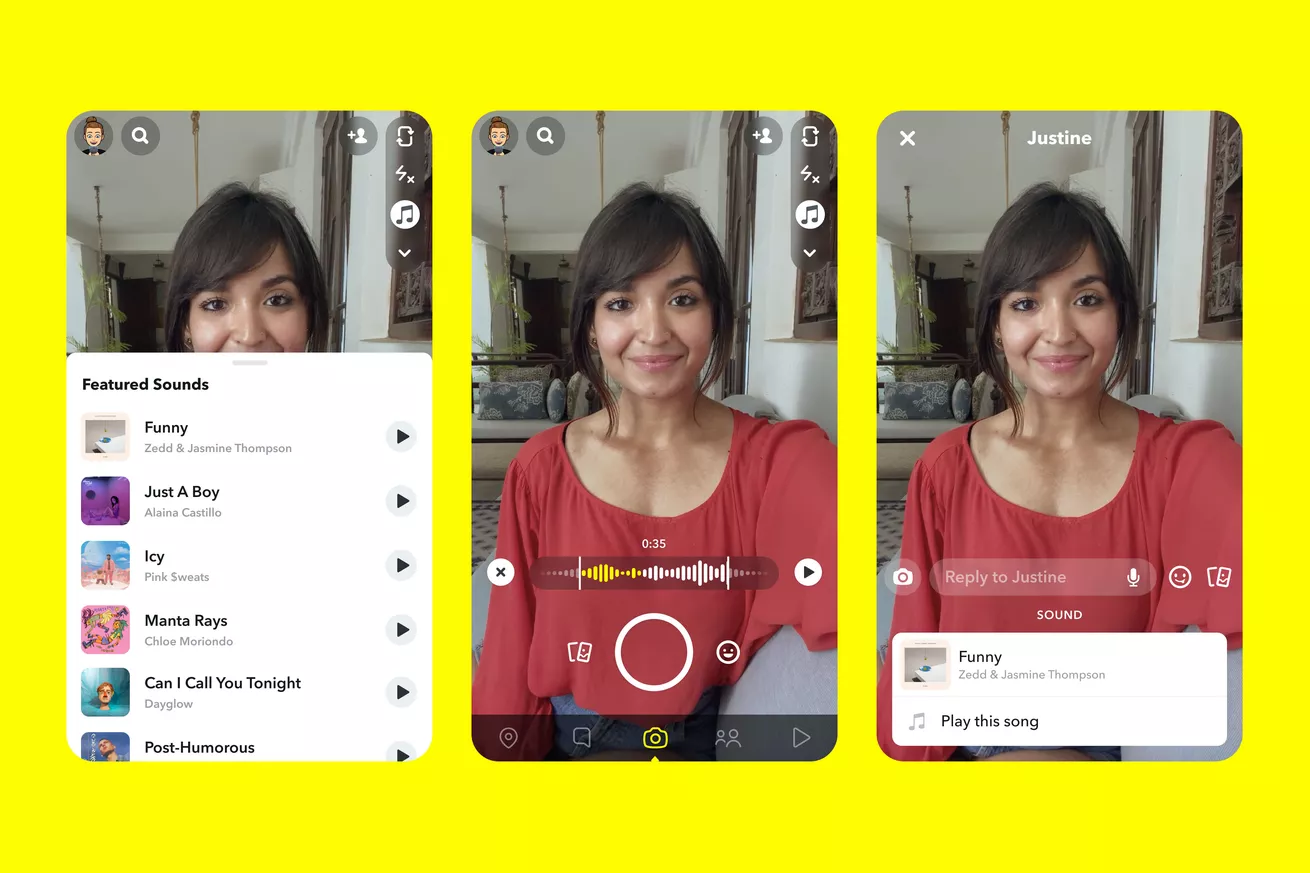 Featured Sounds
Funny
Zedd & Jasmine Thompson
Just A Boy
Alaina Castillo
Icy
Pink $weats
Manta Rays
Chloe Moriondo
Can I Call You Tonight
Dayglow
Post-Humorous
0:35
Justine
Reply to Justine
SOUND
Funny
Zedd & Jasmine Thompson
Play this song